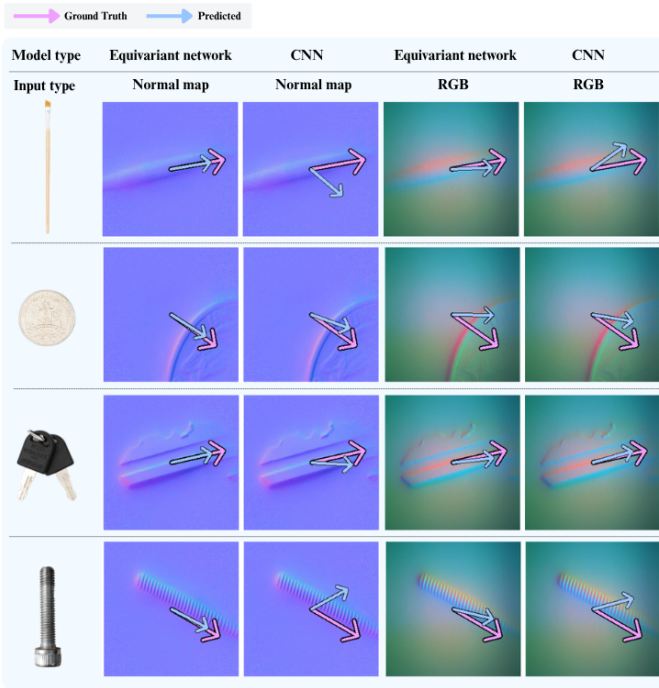 Ground Truth Predicted
Model type Equivariant network CNN Equivariant network CNN
Input type Normal map Normal map RGB RGB